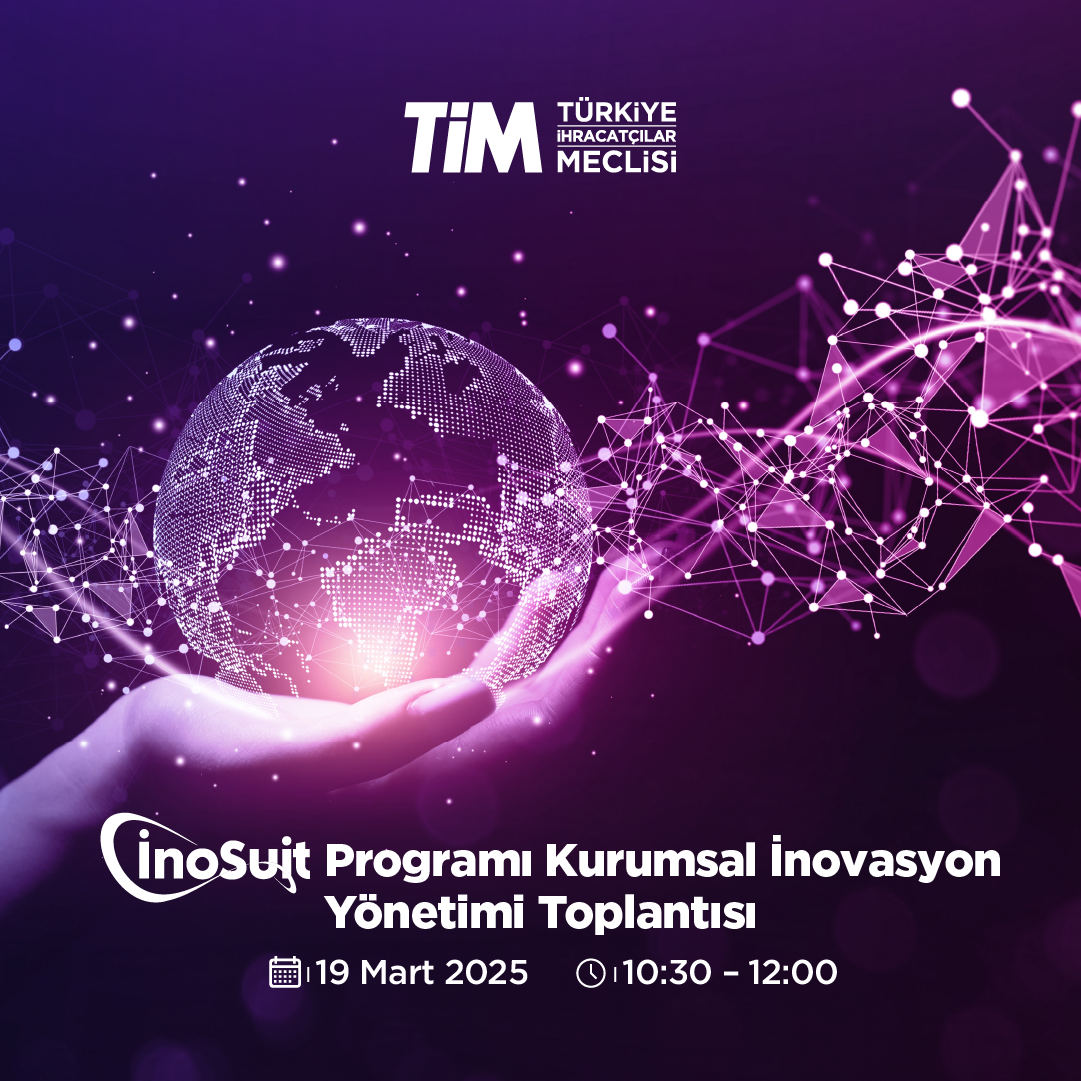 TİM
TÜRKİYE
İHRACATÇILAR
MECLİSİ
İnoSuit Programı Kurumsal İnovasyon
Yönetimi Toplantısı
19 Mart 2025 10:30 – 12:00